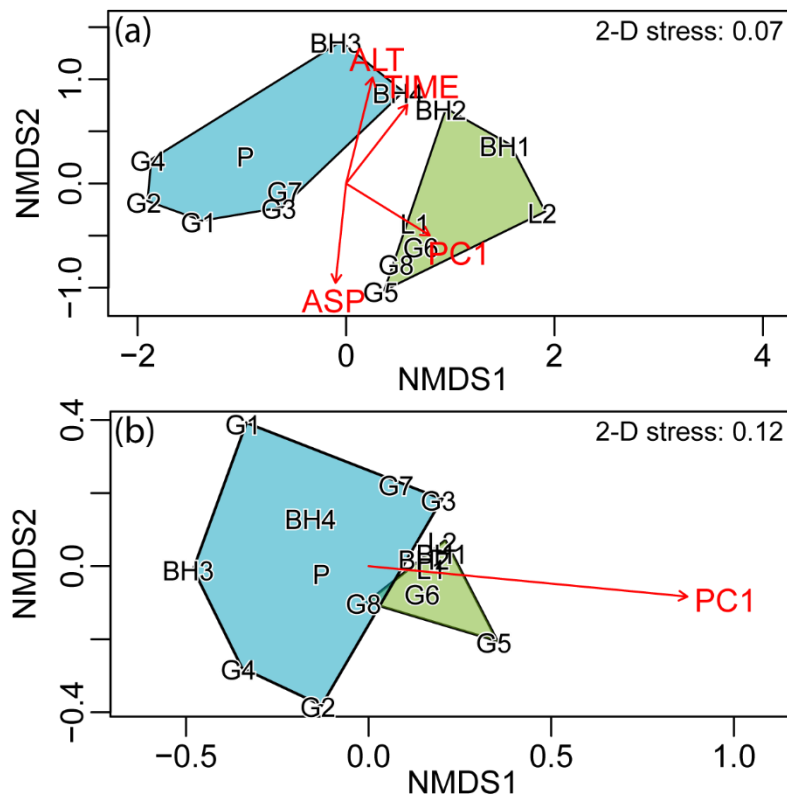 (a)
2-D stress: 0.07
BH3
ALT
1.0
TIME
BH4
BH2
BH1
NMDS2
G4
P
0.0
G7
G2
G3
L2
G1
L1
G6
PC1
G8
-1.0
ASP
G5
−2
0
2
4
NMDS1
(b)
2-D stress: 0.12
0.4
G1
G7
G3
BH4
L2
BH1
BH2
NMDS2
0.0
BH3
P
L1
G6
PC1
G8
G5
G4
G2
-0.4
−0.5
0.0
0.5
1.0
NMDS1